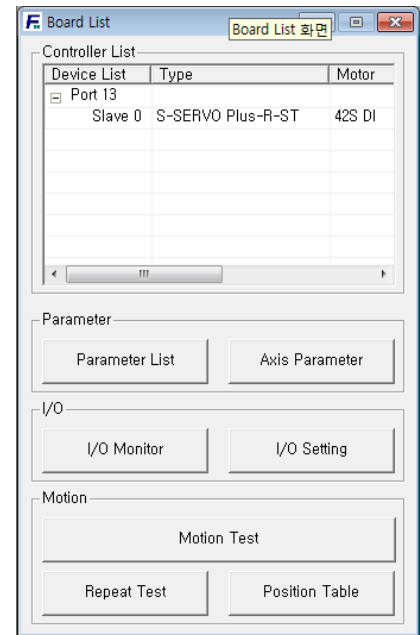 Board List
Board List 화면
Controller List
Device List Type Motor
Port 13
Slave 0 S-SERVO Plus-R-ST 42S DI
Parameter
Parameter List Axis Parameter
I/O
I/O Monitor I/O Setting
Motion
Motion Test
Repeat Test Position Table